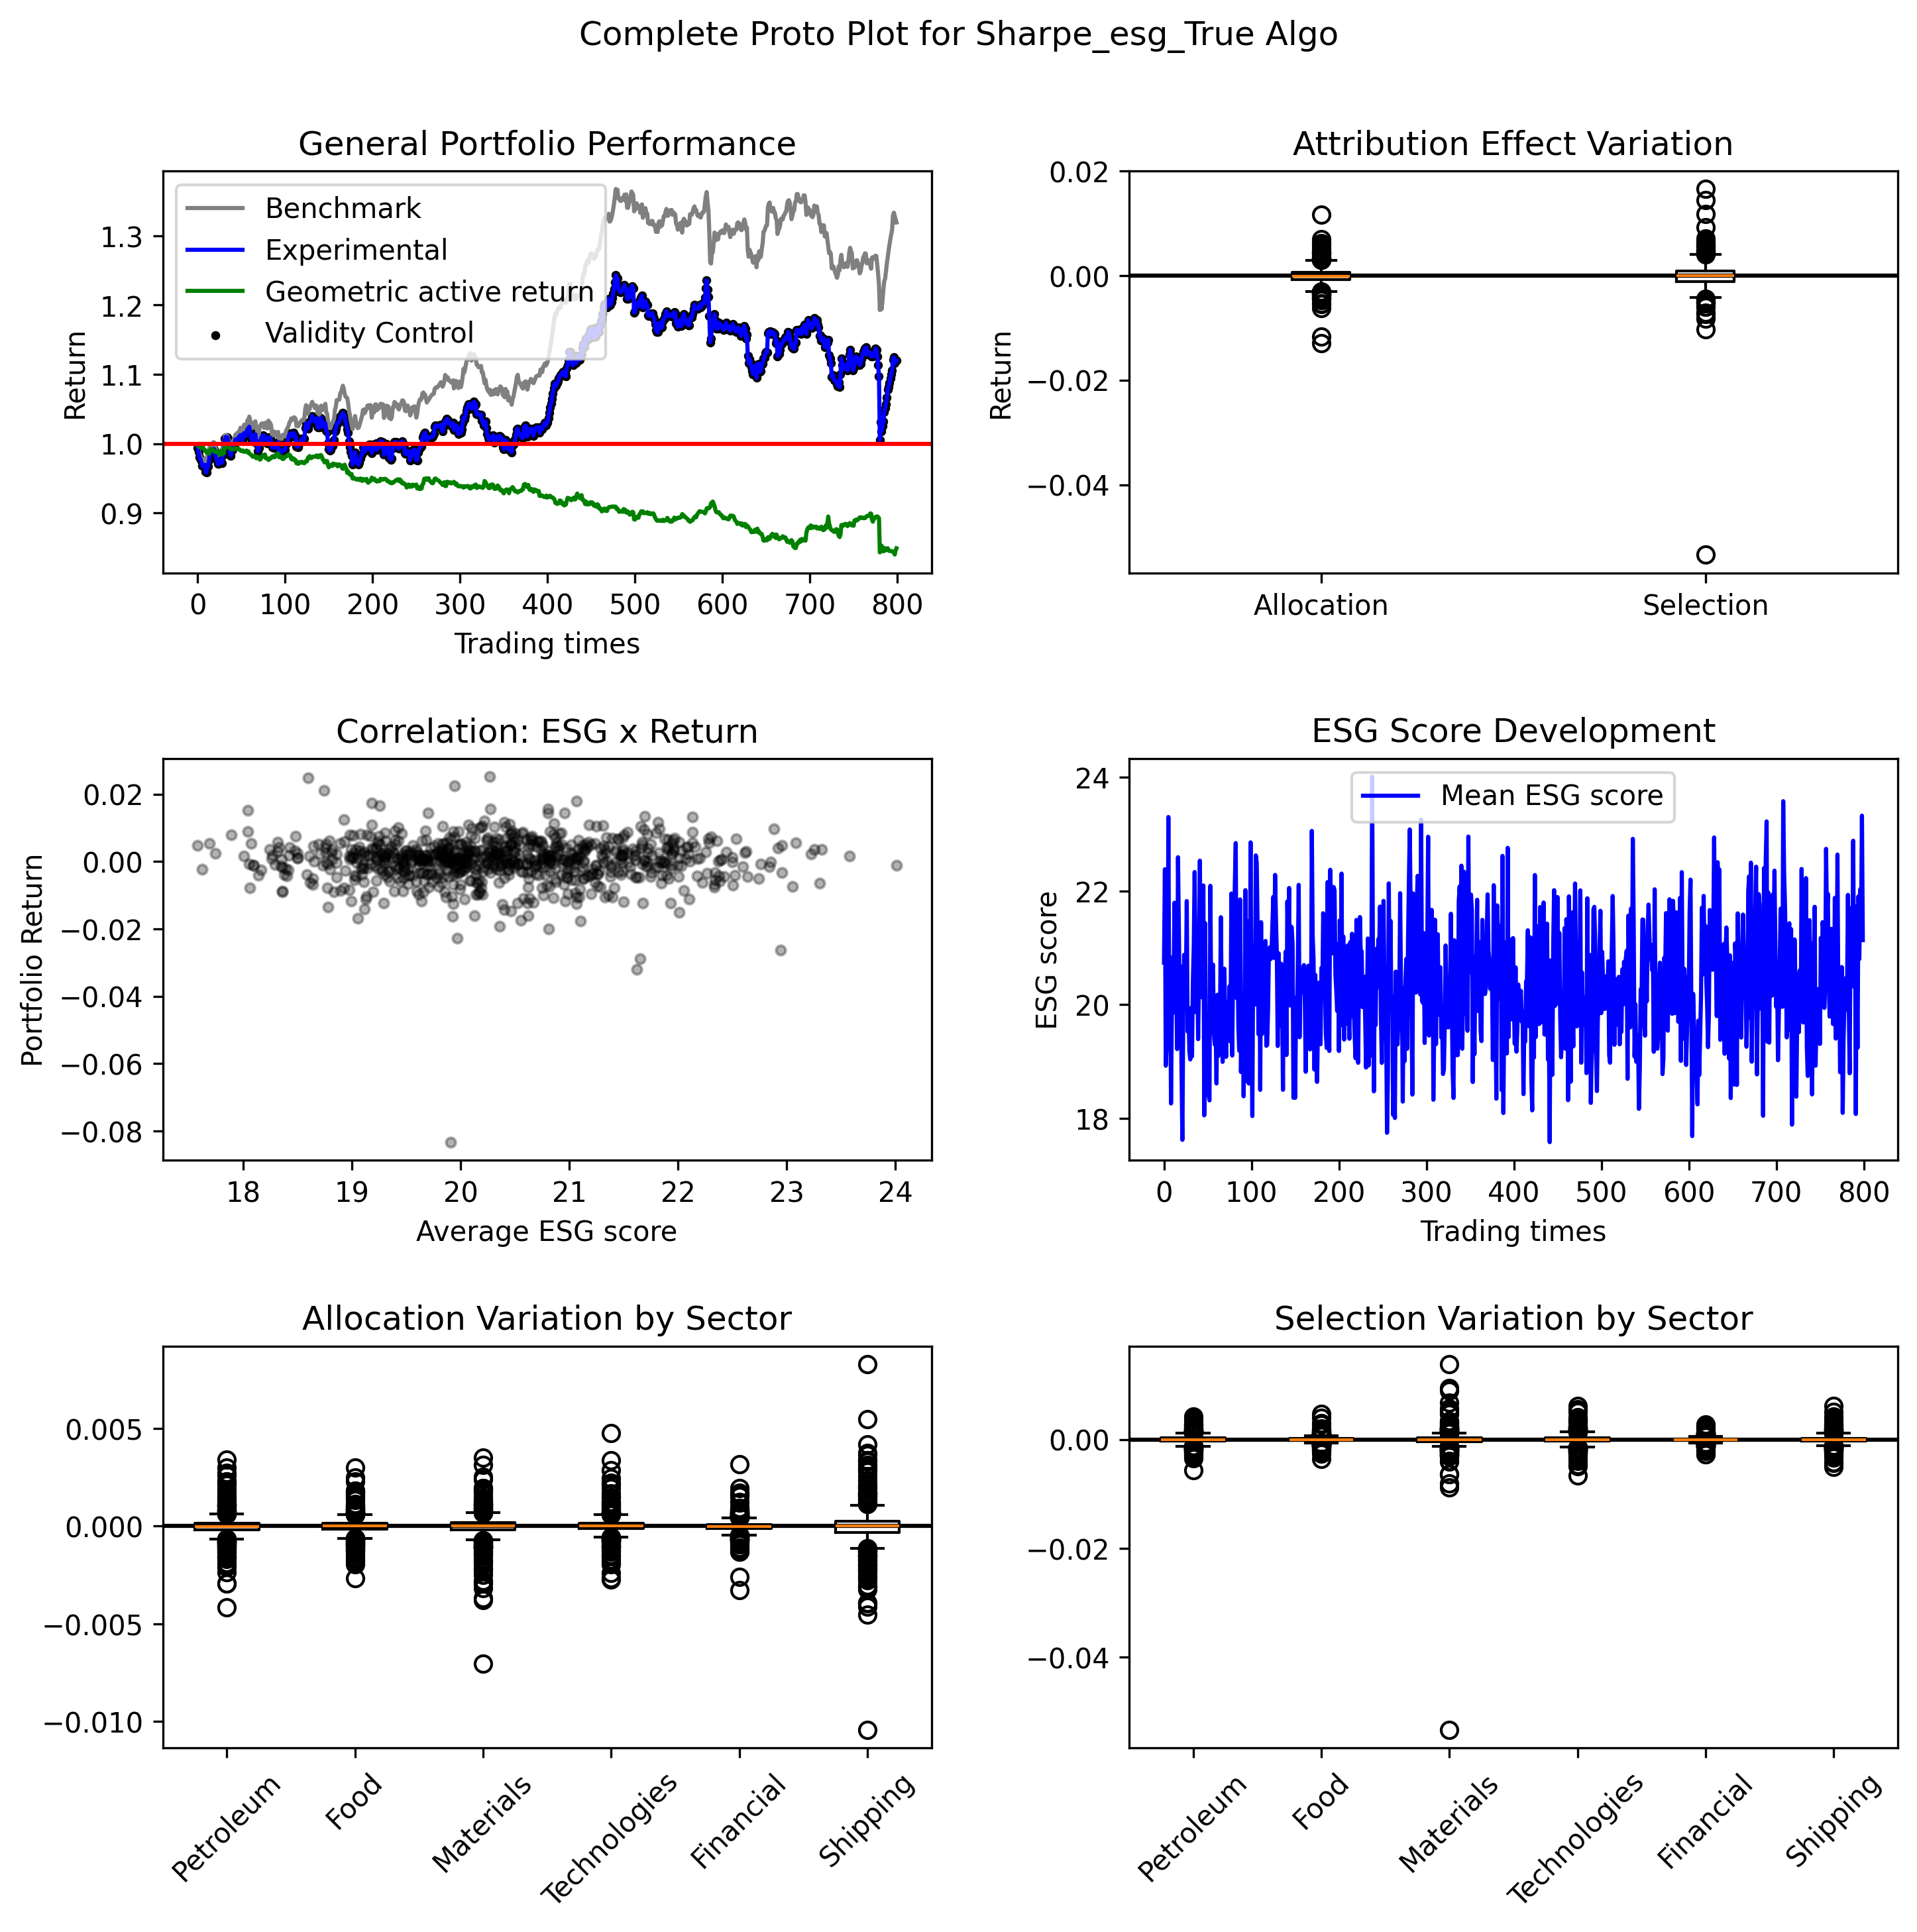 Complete Proto Plot for Sharpe_esg_True Algo
General Portfolio Performance
Benchmark
Experimental
Geometric active return
Validity Control
1.3
1.2
1.1
1.0
0.9
Return
0 100 200 300 400 500 600 700 800
Trading times
Attribution Effect Variation
0.02
0.00
−0.02
−0.04
Return
Allocation Selection
Correlation: ESG x Return
0.02
0.00
−0.02
−0.04
−0.06
−0.08
Portfolio Return
18 19 20 21 22 23 24
Average ESG score
ESG Score Development
Mean ESG score
24
22
20
18
ESG score
0 100 200 300 400 500 600 700 800
Trading times
Allocation Variation by Sector
0.005
0.000
−0.005
−0.010
Petroleum
Food
Materials
Technologies
Financial
Shipping
Selection Variation by Sector
0.00
−0.02
−0.04
Petroleum
Food
Materials
Technologies
Financial
Shipping